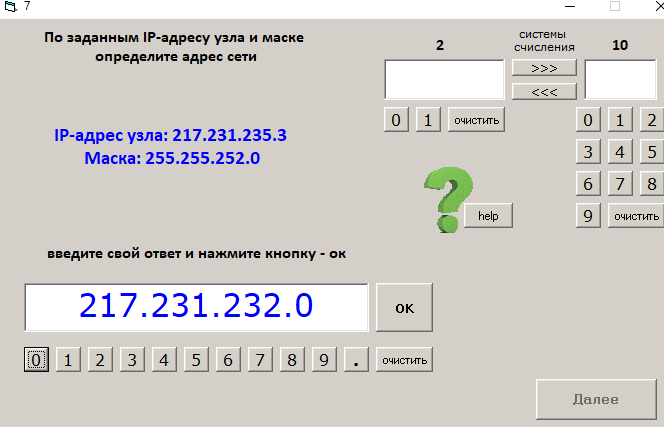 7
По заданным IP-адресу узла и маске
определите адрес сети
IP-адрес узла: 217.231.235.3
Маска: 255.255.252.0
2
системы
счисления
10
>>>
<<<
0 1 очистить
0 1 2
3 4 5
6 7 8
9 очистить
help
введите свой ответ и нажмите кнопку - ок
217.231.232.0
ок
0 1 2 3 4 5 6 7 8 9 . очистить
Далее